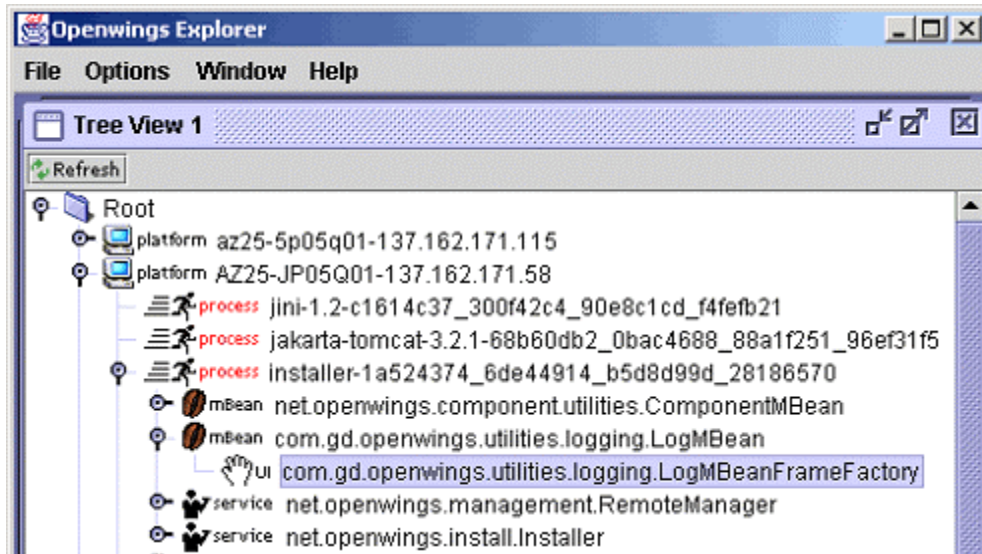 Openwings Explorer
File Options Window Help
Tree View 1
Refresh
Root
platform az25-5p05q01-137.162.171.115
platform AZ25-JP05Q01-137.162.171.58
process jini-1.2-c1614c37_300f42c4_90e8c1cd_f4fefb21
process jakarta-tomcat-3.2.1-68b60db2_0bac4688_88a1f251_96ef31f5
process installer-1a524374_6de44914_b5d8d99d_28186570
mBean net.openwings.component.utilities.ComponentMBean
mBean com.gd.openwings.utilities.logging.LogMBean
UI com.gd.openwings.utilities.logging.LogMBeanFrameFactory
service net.openwings.management.RemoteManager
service net.openwings.install.Installer